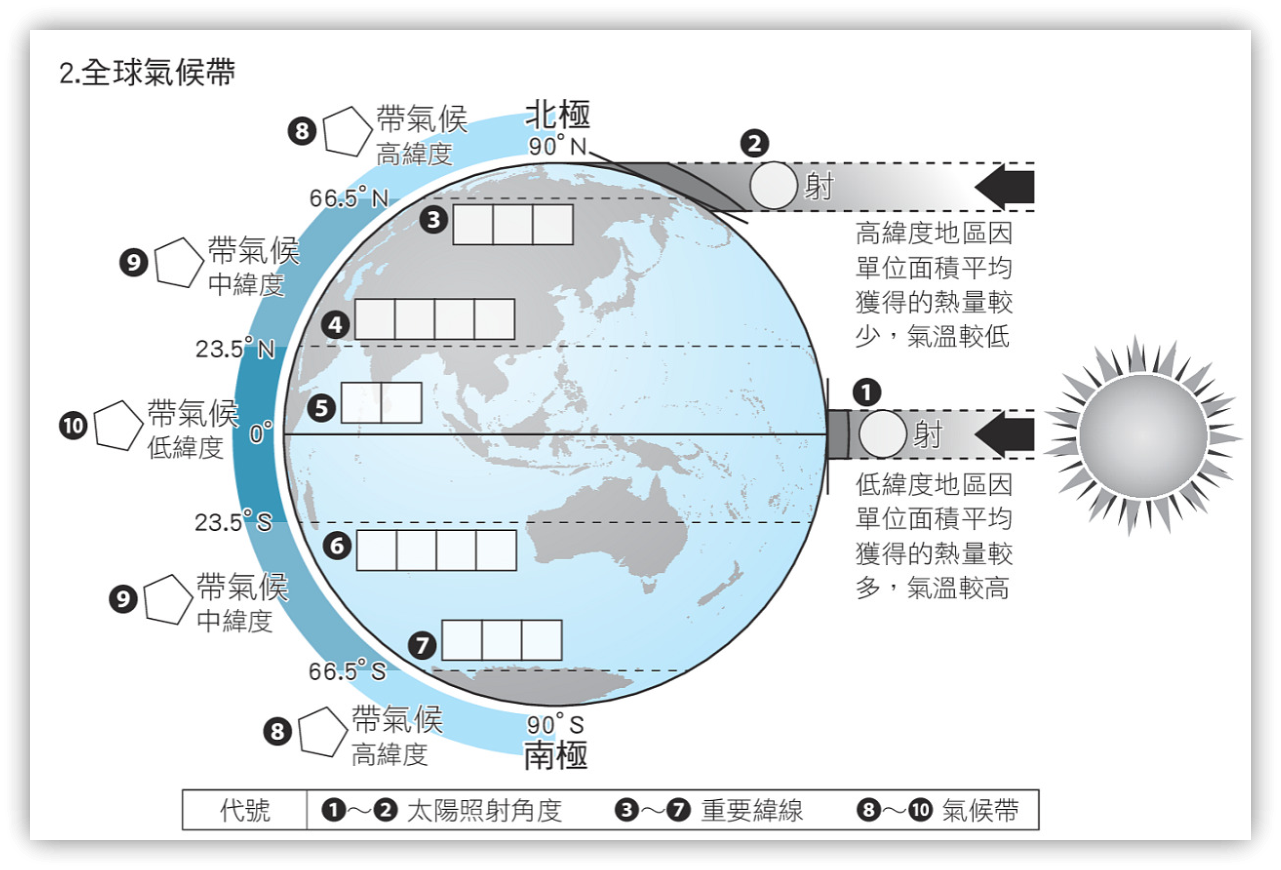 2.全球氣候帶
❽ 帶氣候
高緯度
北極
90°N
❷ 射
66.5°N
❸
高緯度地區因
單位面積平均
獲得的熱量較
少，氣溫較低
❾ 帶氣候
中緯度
❹
23.5°N
❺
❶ 射
❿ 帶氣候
低緯度
0°
低緯度地區因
單位面積平均
獲得的熱量較
多，氣溫較高
23.5°S
❻
❾ 帶氣候
中緯度
❼
66.5°S
❽ 帶氣候
高緯度
90°S
南極
代號 ❶～❷ 太陽照射角度 ❸～❼ 重要緯線 ❽～❿ 氣候帶